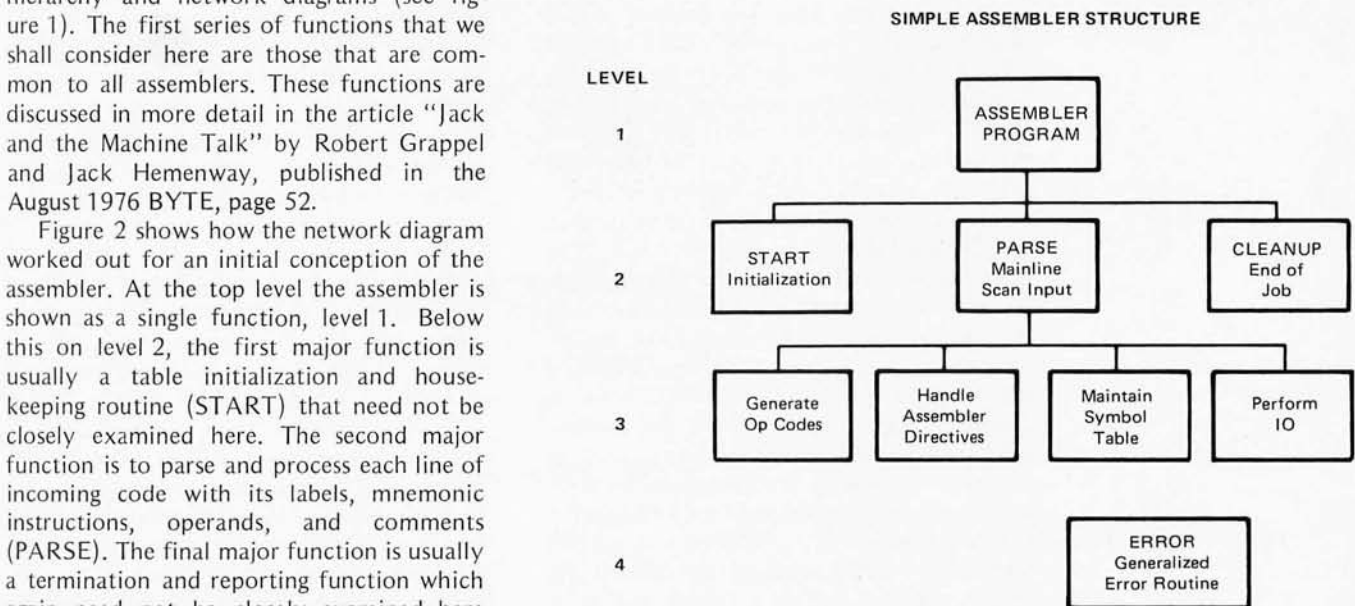 hierarchy and network diagrams (see fig-
ure 1). The first series of functions that we
shall consider here are those that are com-
mon to all assemblers. These functions are
discussed in more detail in the article "Jack
and the Machine Talk" by Robert Grappel
and Jack Hemenway, published in the
August 1976 BYTE, page 52.
Figure 2 shows how the network diagram
worked out for an initial conception of the
assembler. At the top level the assembler is
shown as a single function, level 1. Below
this on level 2, the first major function is
usually a table initialization and house-
keeping routine (START) that need not be
closely examined here. The second major
function is to parse and process each line of
incoming code with its labels, mnemonic
instructions, operands, and comments
(PARSE). The final major function is usually
a termination and reporting function which
again need not be closely examined here
SIMPLE ASSEMBLER STRUCTURE
LEVEL
1
ASSEMBLER
PROGRAM
2
START
Initialization
PARSE
Mainline
Scan Input
CLEANUP
End of
Job
3
Generate
Op Codes
Handle
Assembler
Directives
Maintain
Symbol
Table
Perform
IO
4
ERROR
Generalized
Error Routine